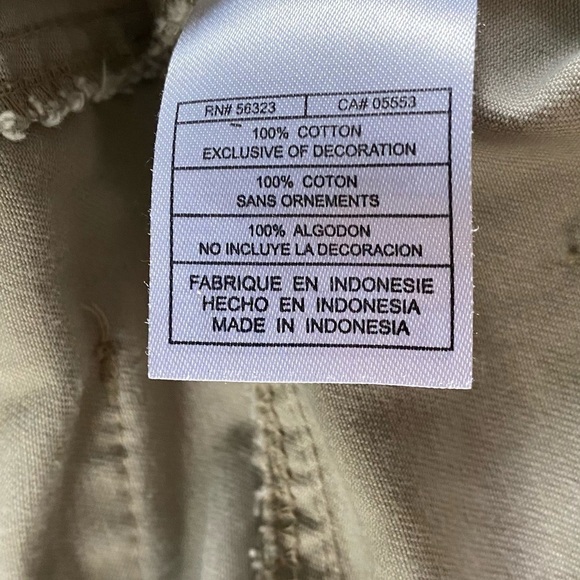 RN# 56323 CA# 05553
100% COTTON
EXCLUSIVE OF DECORATION
100% COTON
SANS ORNEMENTS
100% ALGODON
NO INCLUYE LA DECORACION
FABRIQUE EN INDONESIE
HECHO EN INDONESIA
MADE IN INDONESIA